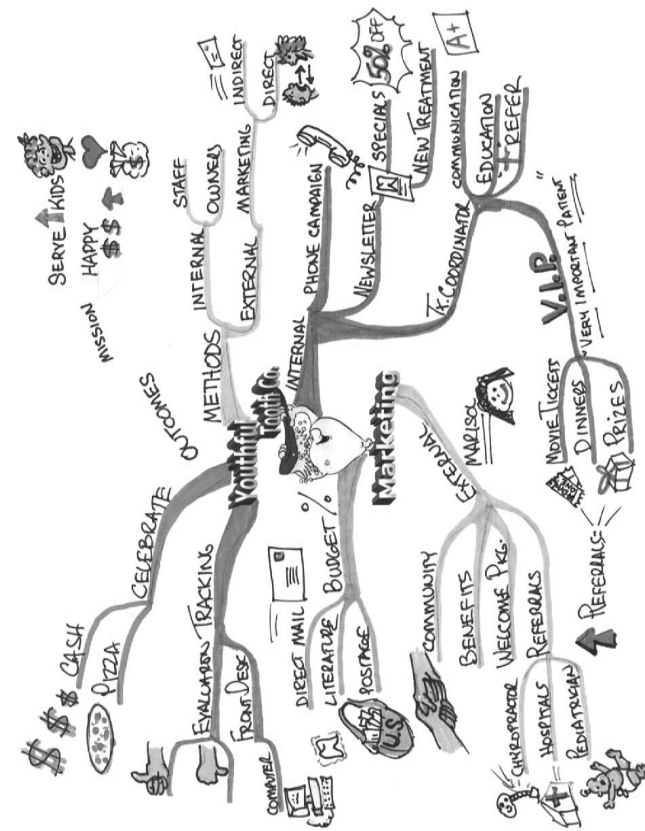 Youthful
Tooth Co.
Marketing
OUTCOMES
MISSION
SERVE KIDS
HAPPY
$$
$
METHODS
INTERNAL
STAFF
OWNERS
EXTERNAL
MARKETING
INDIRECT
DIRECT
INTERNAL
PHONE CAMPAIGN
NEWSLETTER
SPECIALS
50% OFF
NEW TREATMENT
TX. COORDINATOR
COMMUNICATION
A+
EDUCATION
REFER
V.I.P.
"VERY IMPORTANT PATIENT"
MOVIE TICKETS
DINNERS
PRIZES
EXTERNAL
MARISOL
COMMUNITY
BENEFITS
WELCOME PKG.
REFERRALS
CHYROPRACTOR
HOSPITALS
PEDIATRICIAN
REFERRALS=
BUDGET %
DIRECT MAIL
LITERATURE
POSTAGE
U.S.
EVALUATION TRACKING
FRONT DESK
COMPUTER
CELEBRATE
CASH
PIZZA
$ $ $ $